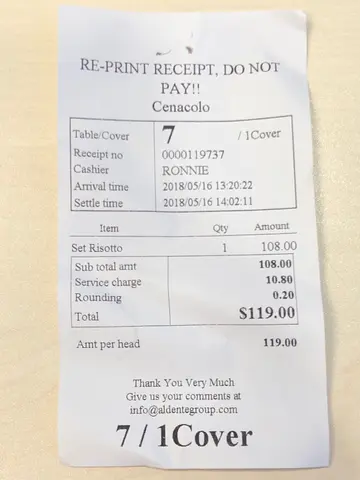 RE-PRINT RECEIPT, DO NOT
PAY!!
Cenacolo
Table/Cover 7 / 1Cover
Receipt no 0000119737
Cashier RONNIE
Arrival time 2018/05/16 13:20:22
Settle time 2018/05/16 14:02:11
Item Qty Amount
Set Risotto 1 108.00
Sub total amt 108.00
Service charge 10.80
Rounding 0.20
Total $119.00
Amt per head 119.00
Thank You Very Much
Give us your comments at
info@aldentegroup.com
7 / 1Cover